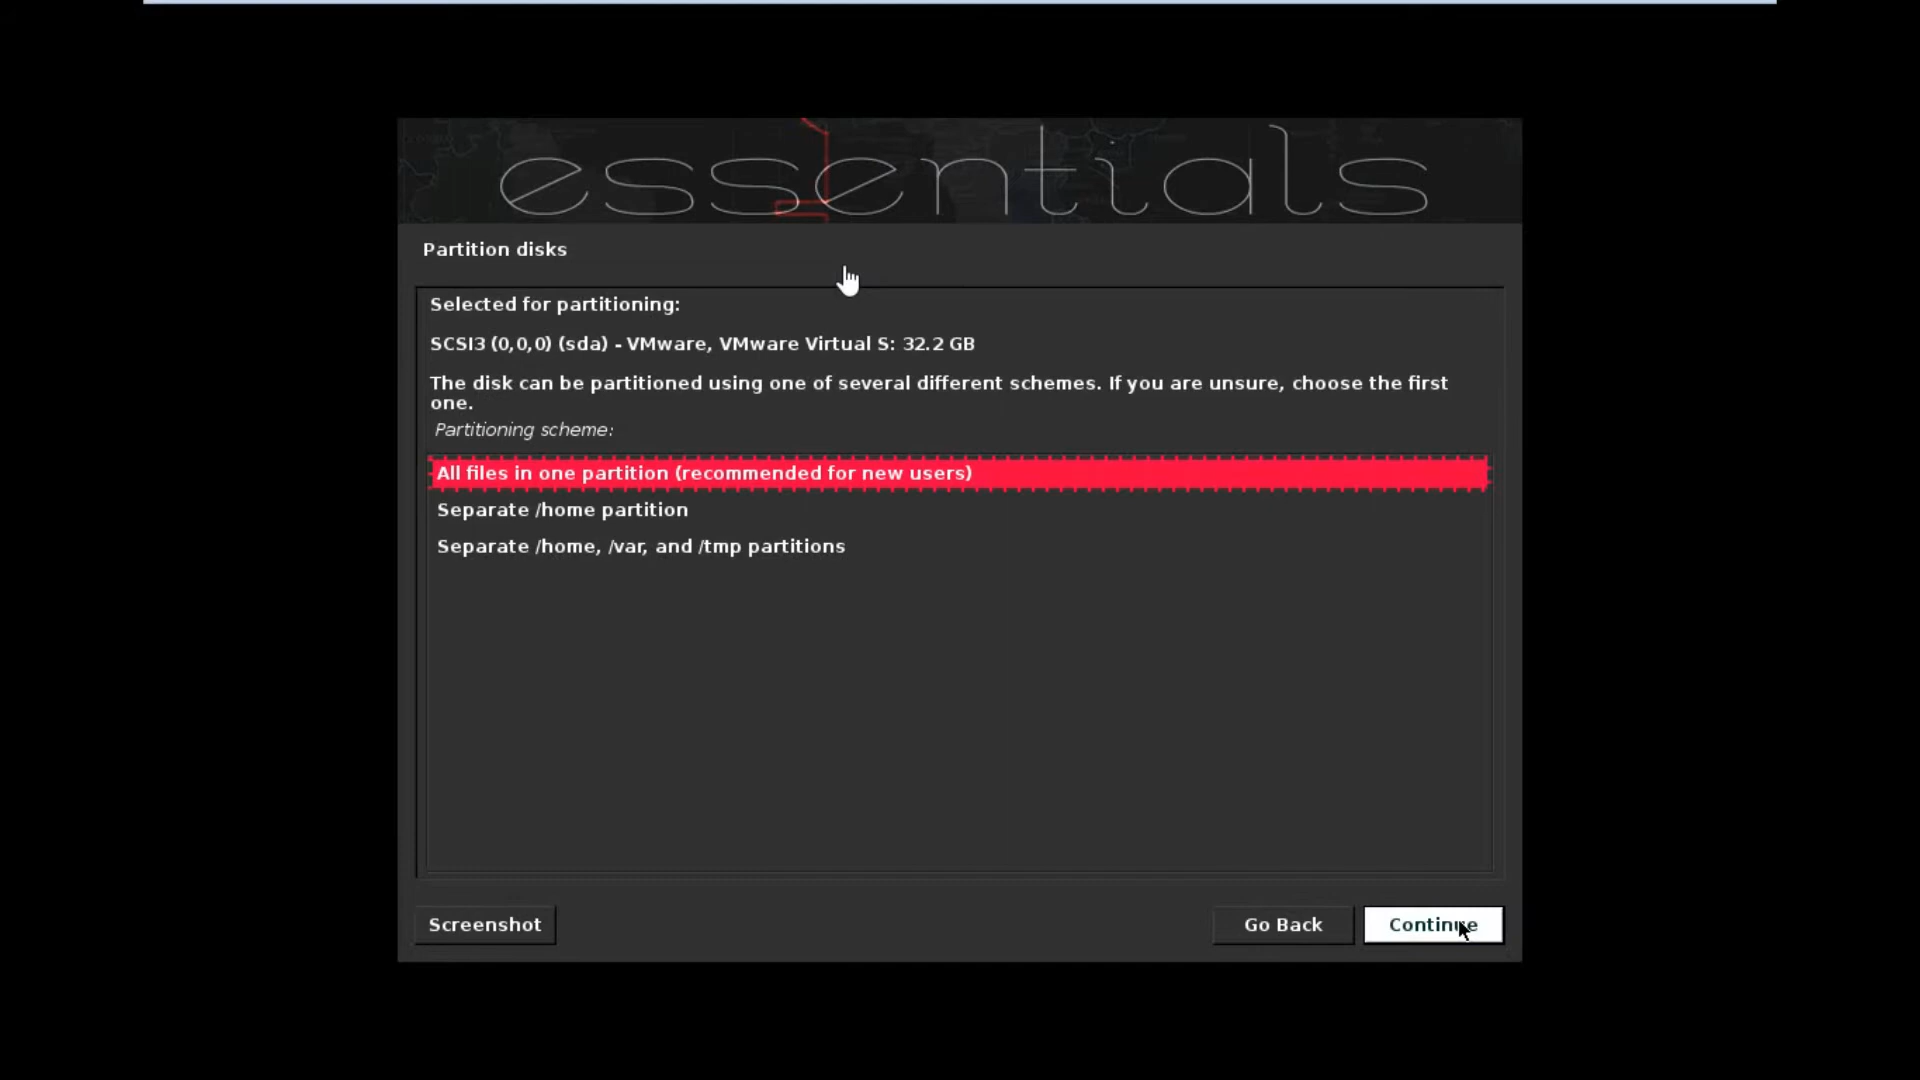 essentials
Partition disks
Selected for partitioning:
SCSI3 (0,0,0) (sda) - VMware, VMware Virtual S: 32.2 GB
The disk can be partitioned using one of several different schemes. If you are unsure, choose the first
one.
Partitioning scheme:
All files in one partition (recommended for new users)
Separate /home partition
Separate /home, /var, and /tmp partitions
Screenshot
Go Back
Continue